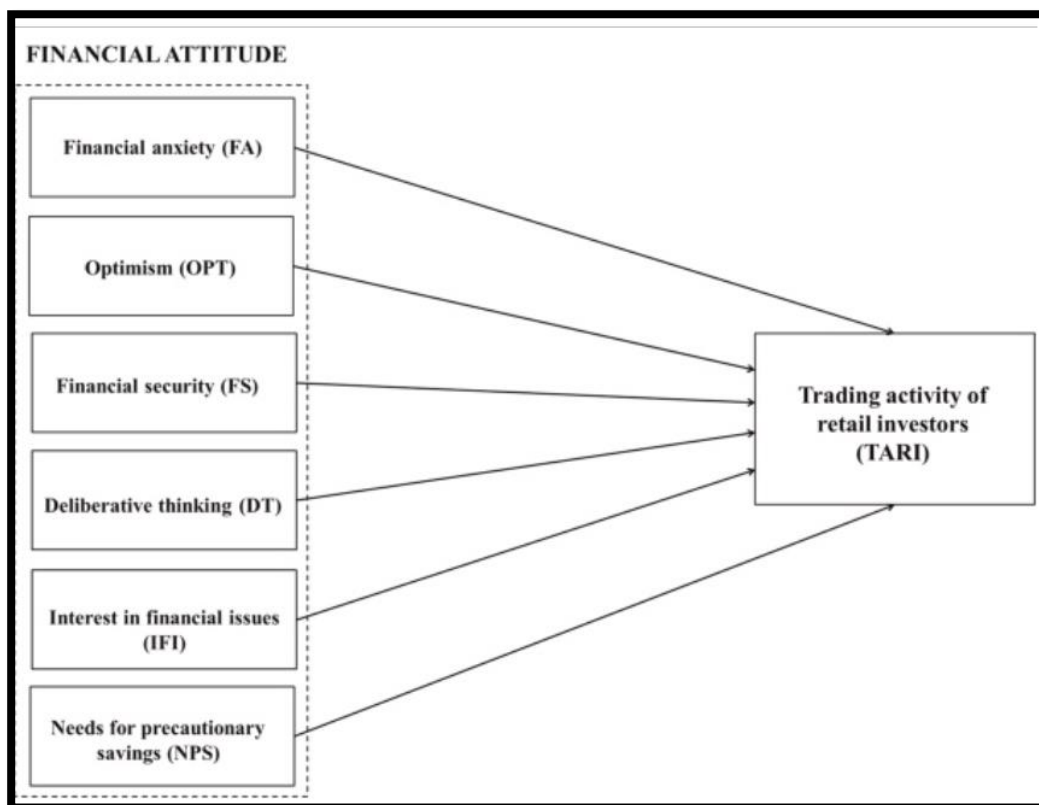 FINANCIAL ATTITUDE
Financial anxiety (FA)
Optimism (OPT)
Financial security (FS)
Deliberative thinking (DT)
Interest in financial issues
(IFI)
Needs for precautionary
savings (NPS)
Trading activity of
retail investors
(TARI)